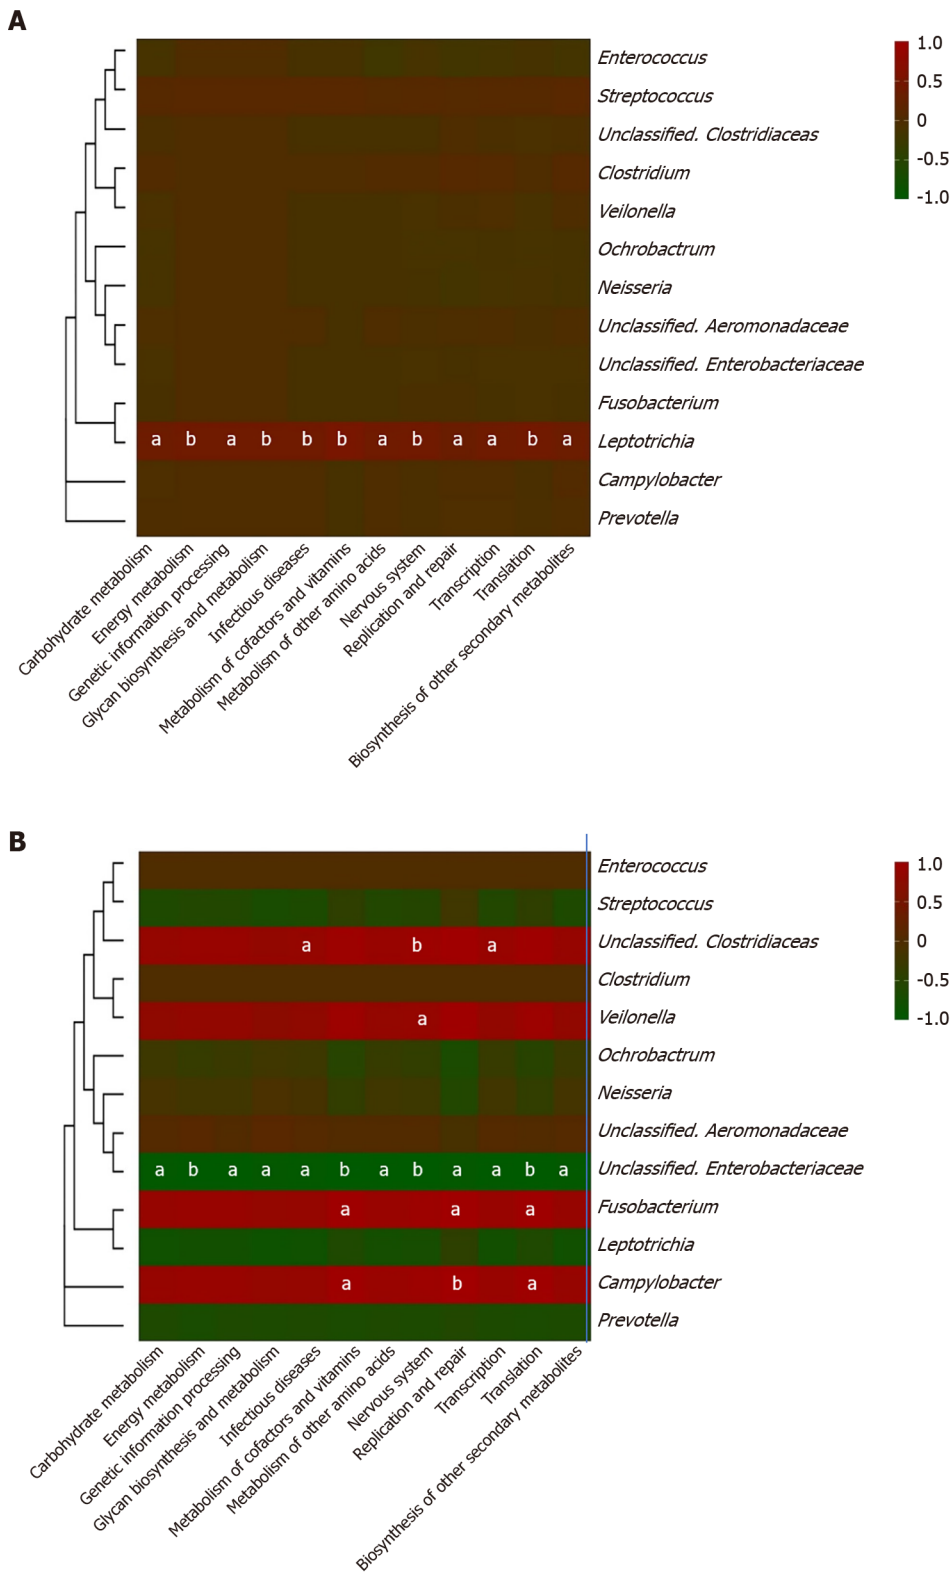 A
Enterococcus
Streptococcus
Unclassified. Clostridiaceas
Clostridium
Veilonella
Ochrobactrum
Neisseria
Unclassified. Aeromonadaceae
Unclassified. Enterobacteriaceae
Fusobacterium
a b a b b b a b a a b a
Leptotrichia
Campylobacter
Prevotella
1.0
0.5
0
-0.5
-1.0
Carbohydrate metabolism
Energy metabolism
Genetic information processing
Glycan biosynthesis and metabolism
Infectious diseases
Metabolism of cofactors and vitamins
Metabolism of other amino acids
Nervous system
Replication and repair
Transcription
Translation
Biosynthesis of other secondary metabolites
B
Enterococcus
Streptococcus
a b a
Unclassified. Clostridiaceas
Clostridium
a
Veilonella
Ochrobactrum
Neisseria
Unclassified. Aeromonadaceae
a b a a a b a b a a b a
Unclassified. Enterobacteriaceae
a a a
Fusobacterium
Leptotrichia
a b a
Campylobacter
Prevotella
1.0
0.5
0
-0.5
-1.0
Carbohydrate metabolism
Energy metabolism
Genetic information processing
Glycan biosynthesis and metabolism
Infectious diseases
Metabolism of cofactors and vitamins
Metabolism of other amino acids
Nervous system
Replication and repair
Transcription
Translation
Biosynthesis of other secondary metabolites